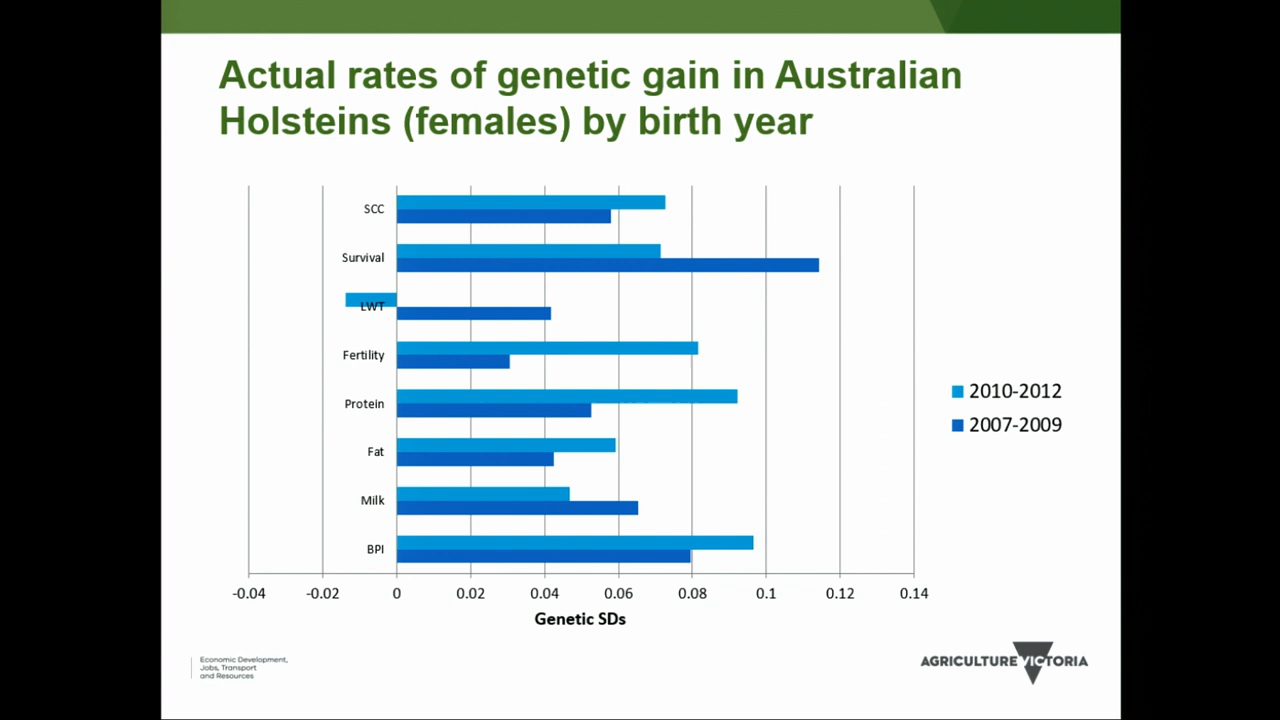 Actual rates of genetic gain in Australian
Holsteins (females) by birth year
SCC
Survival
LWT
Fertility
Protein
Fat
Milk
BPI
2010-2012
2007-2009
-0.04 -0.02 0 0.02 0.04 0.06 0.08 0.1 0.12 0.14
Genetic SDs
Economic Development,
Jobs, Transport
and Resources
AGRICULTURE VICTORIA